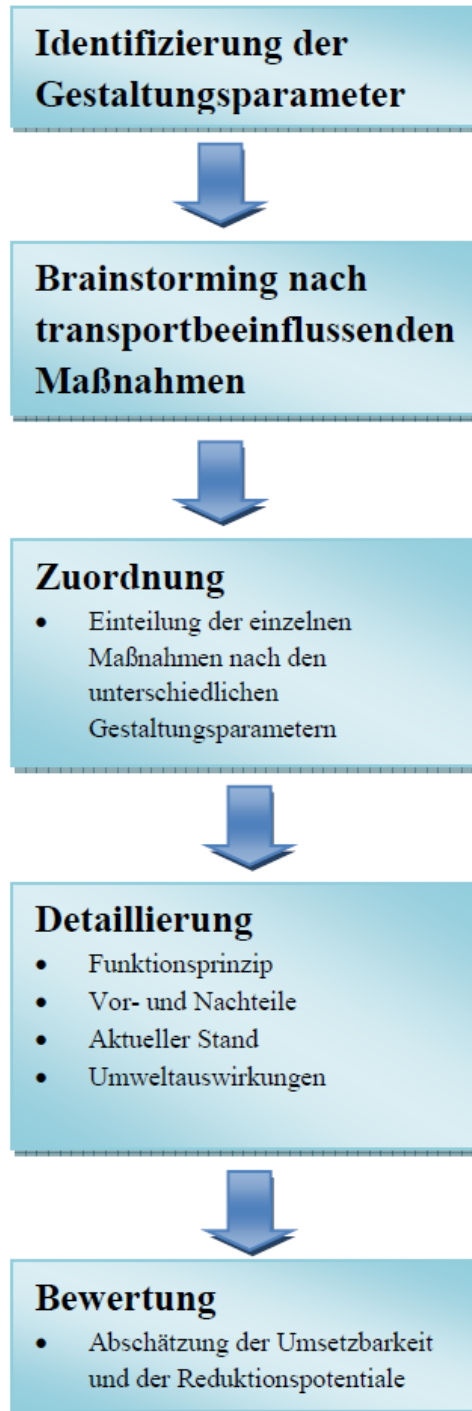 Identifizierung der
Gestaltungsparameter
Brainstorming nach
transportbeeinflussenden
Maßnahmen
Zuordnung
• Einteilung der einzelnen
Maßnahmen nach den
unterschiedlichen
Gestaltungsparametern
Detaillierung
• Funktionsprinzip
• Vor- und Nachteile
• Aktueller Stand
• Umweltauswirkungen
Bewertung
• Abschätzung der Umsetzbarkeit
und der Reduktionspotentiale